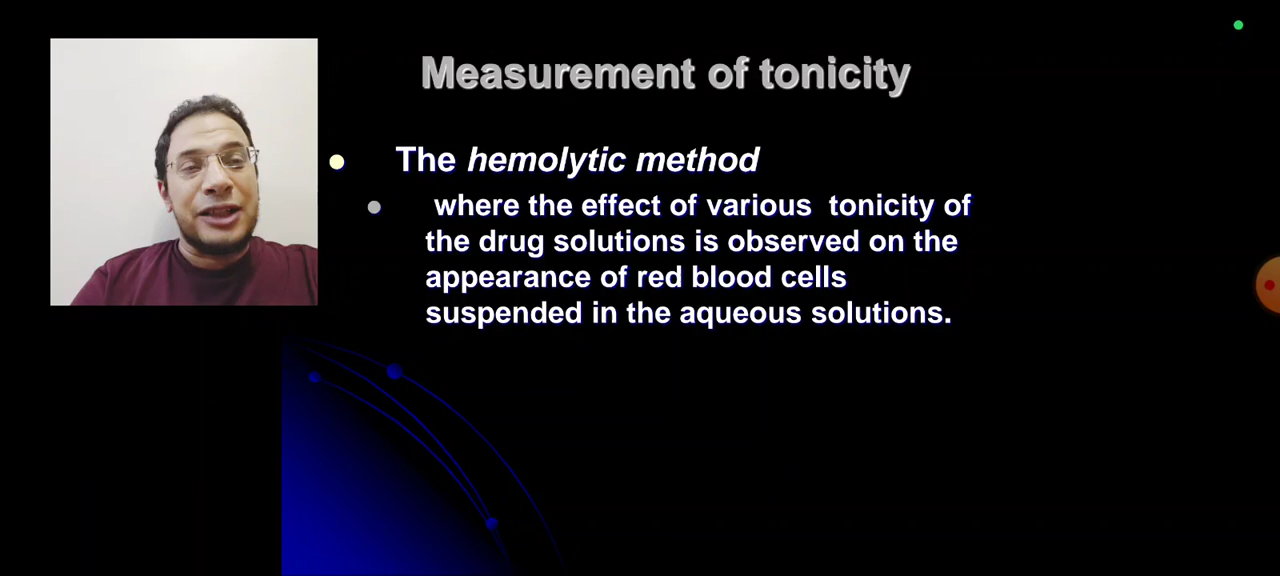 Measurement of tonicity
The hemolytic method
where the effect of various tonicity of
the drug solutions is observed on the
appearance of red blood cells
suspended in the aqueous solutions.